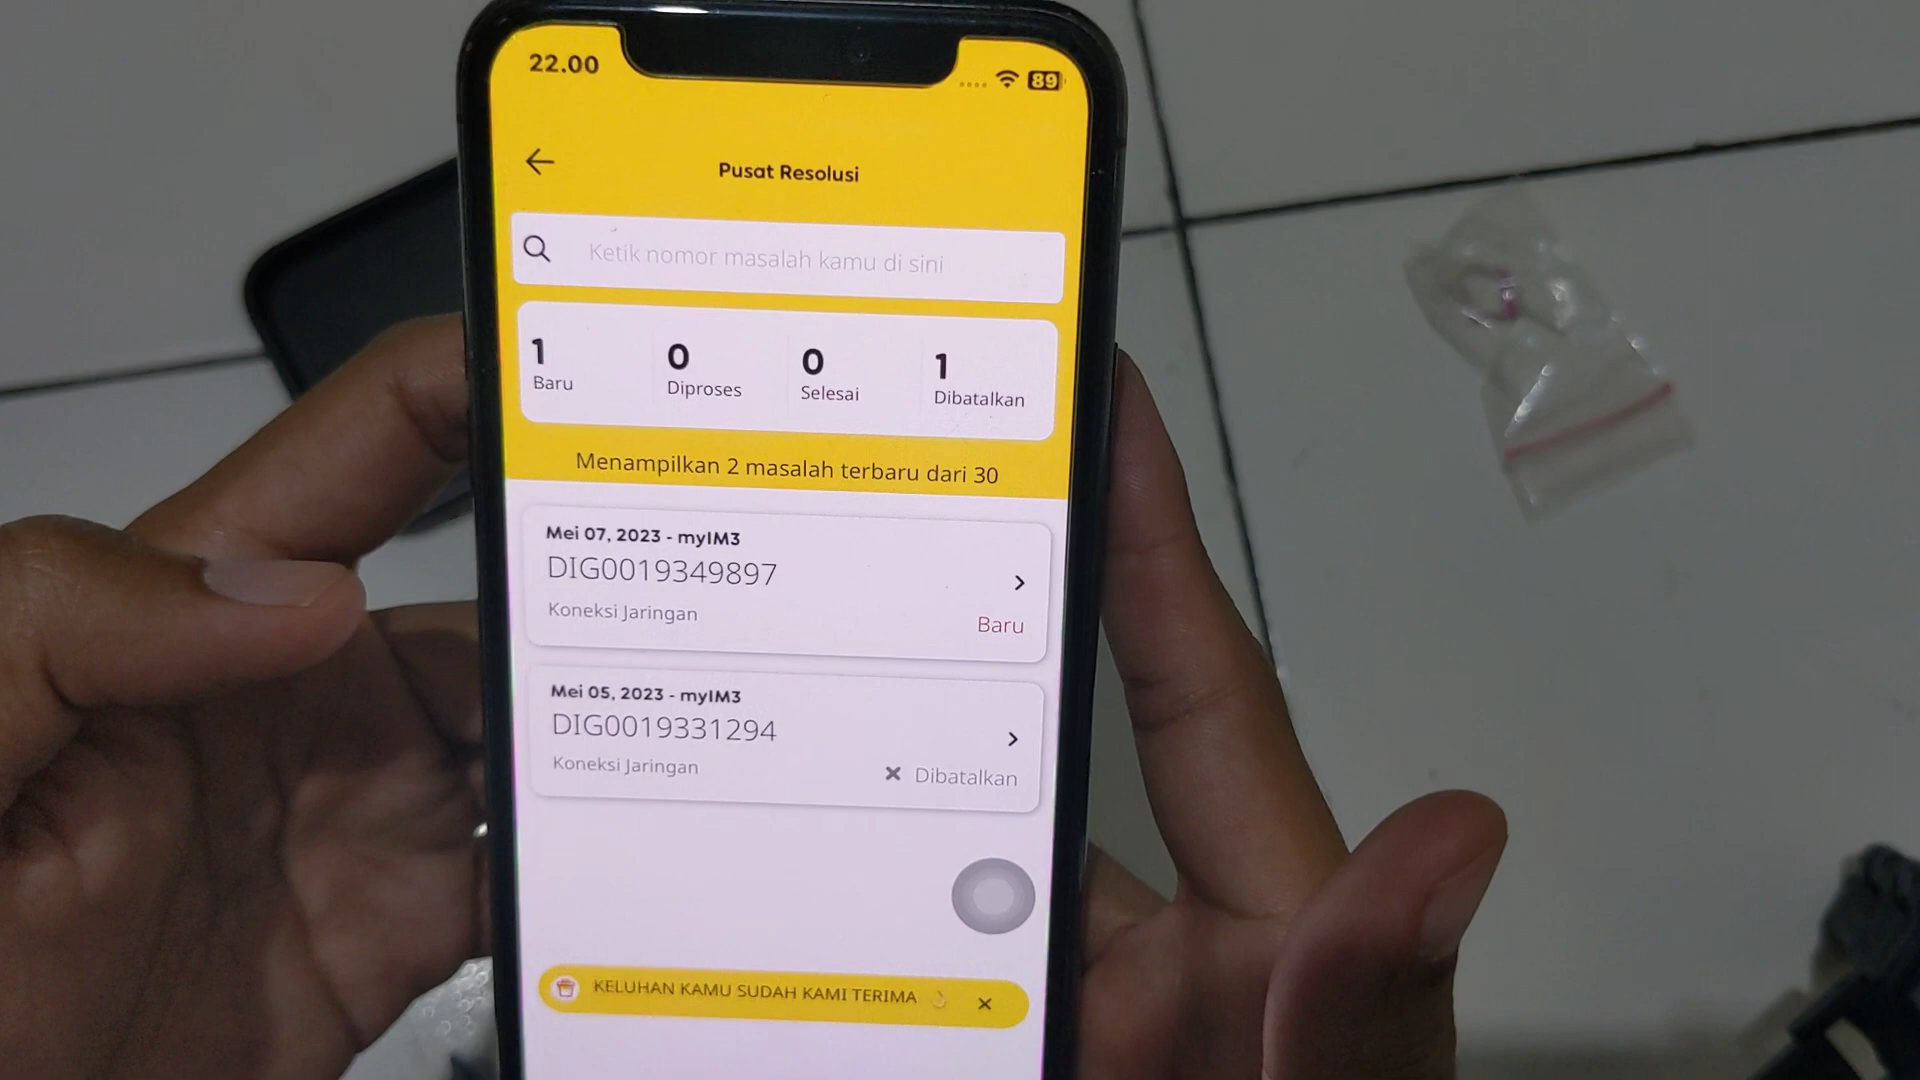 22.00
89
Pusat Resolusi
Ketik nomor masalah kamu di sini
1
Baru
0
Diproses
0
Selesai
1
Dibatalkan
Menampilkan 2 masalah terbaru dari 30
Mei 07, 2023 - myIM3
DIG0019349897
Koneksi Jaringan
Baru
Mei 05, 2023 - myIM3
DIG0019331294
Koneksi Jaringan
Dibatalkan
KELUHAN KAMU SUDAH KAMI TERIMA